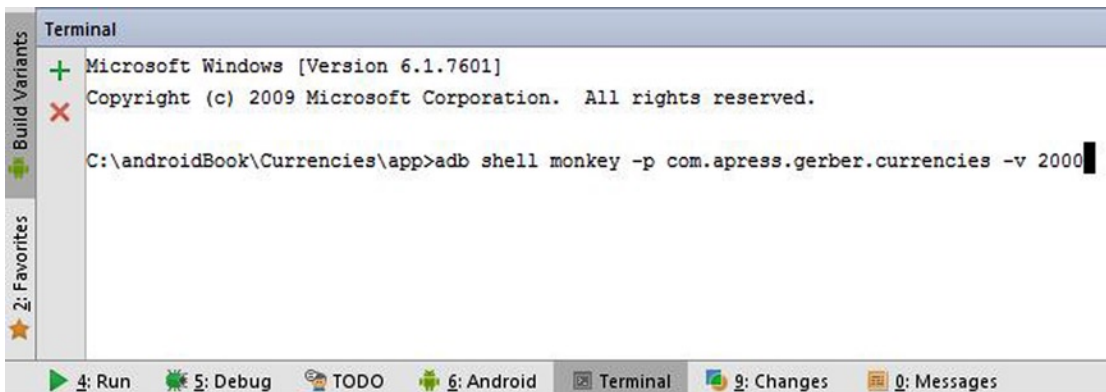 Terminal
Microsoft Windows [Version 6.1.7601]
Copyright (c) 2009 Microsoft Corporation.  All rights reserved.
C:\androidBook\Currencies\app>adb shell monkey -p com.apress.gerber.currencies -v 2000
Build Variants
2: Favorites
4: Run
5: Debug
TODO
6: Android
Terminal
9: Changes
0: Messages